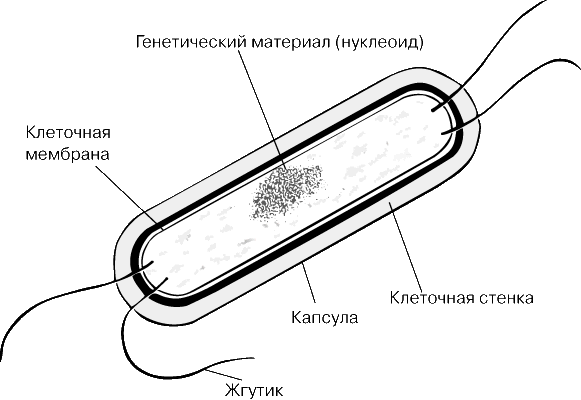 Генетический материал (нуклеоид)
Клеточная
мембрана
Клеточная стенка
Капсула
Жгутик